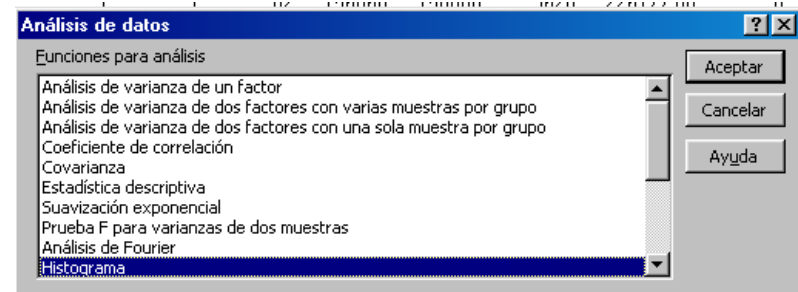 Análisis de datos
Funciones para análisis
Análisis de varianza de un factor
Análisis de varianza de dos factores con varias muestras por grupo
Análisis de varianza de dos factores con una sola muestra por grupo
Coeficiente de correlación
Covarianza
Estadística descriptiva
Suavización exponencial
Prueba F para varianzas de dos muestras
Análisis de Fourier
Histograma
Aceptar
Cancelar
Ayuda